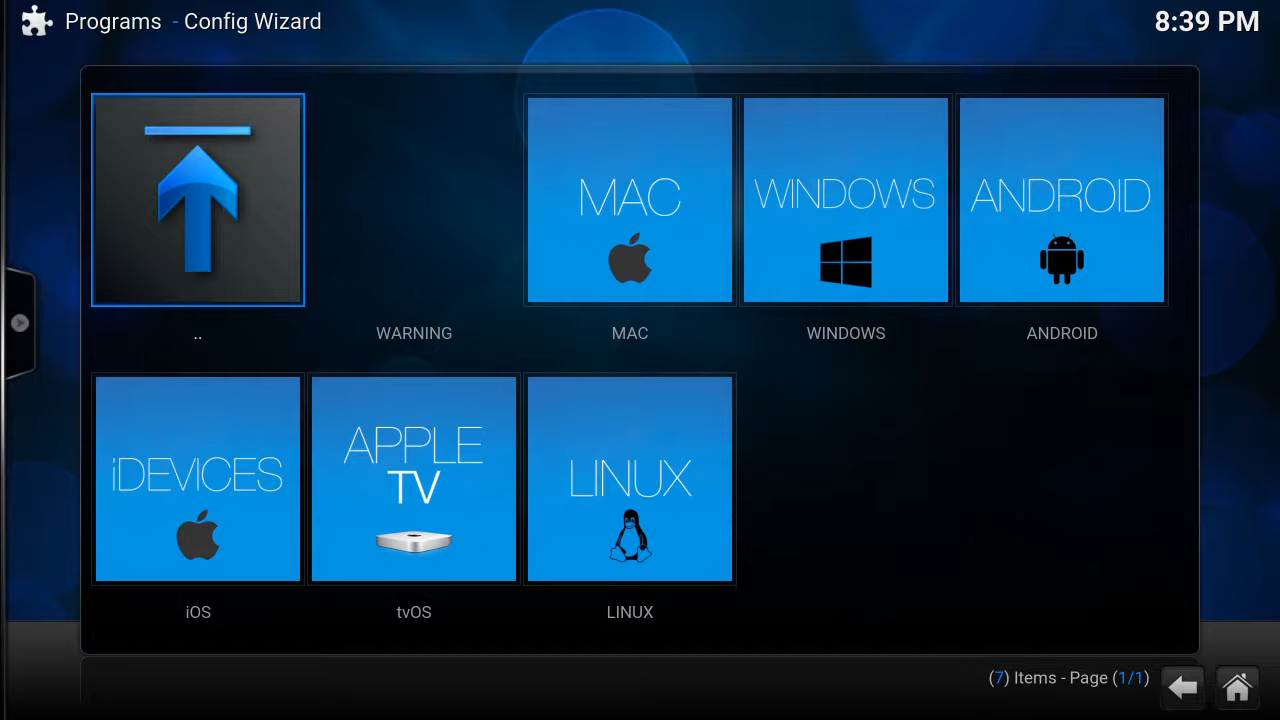 Programs - Config Wizard
8:39 PM
MAC
WINDOWS
ANDROID
..
WARNING
MAC
WINDOWS
ANDROID
iDEVICES
APPLE
TV
LINUX
iOS
tvOS
LINUX
(7) Items - Page (1/1)